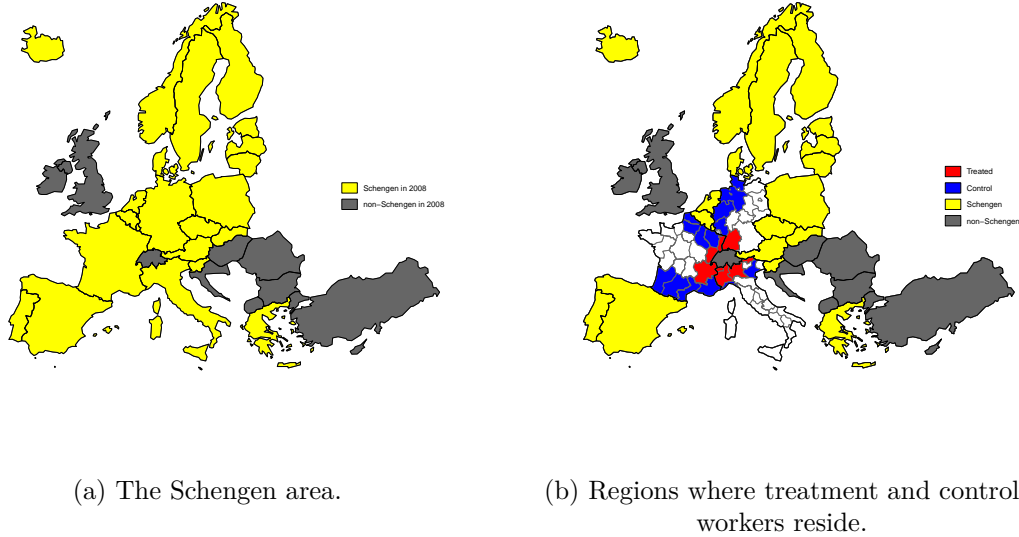 Schengen in 2008
non–Schengen in 2008
Treated
Control
Schengen
non–Schengen
(a) The Schengen area.
(b) Regions where treatment and control
workers reside.